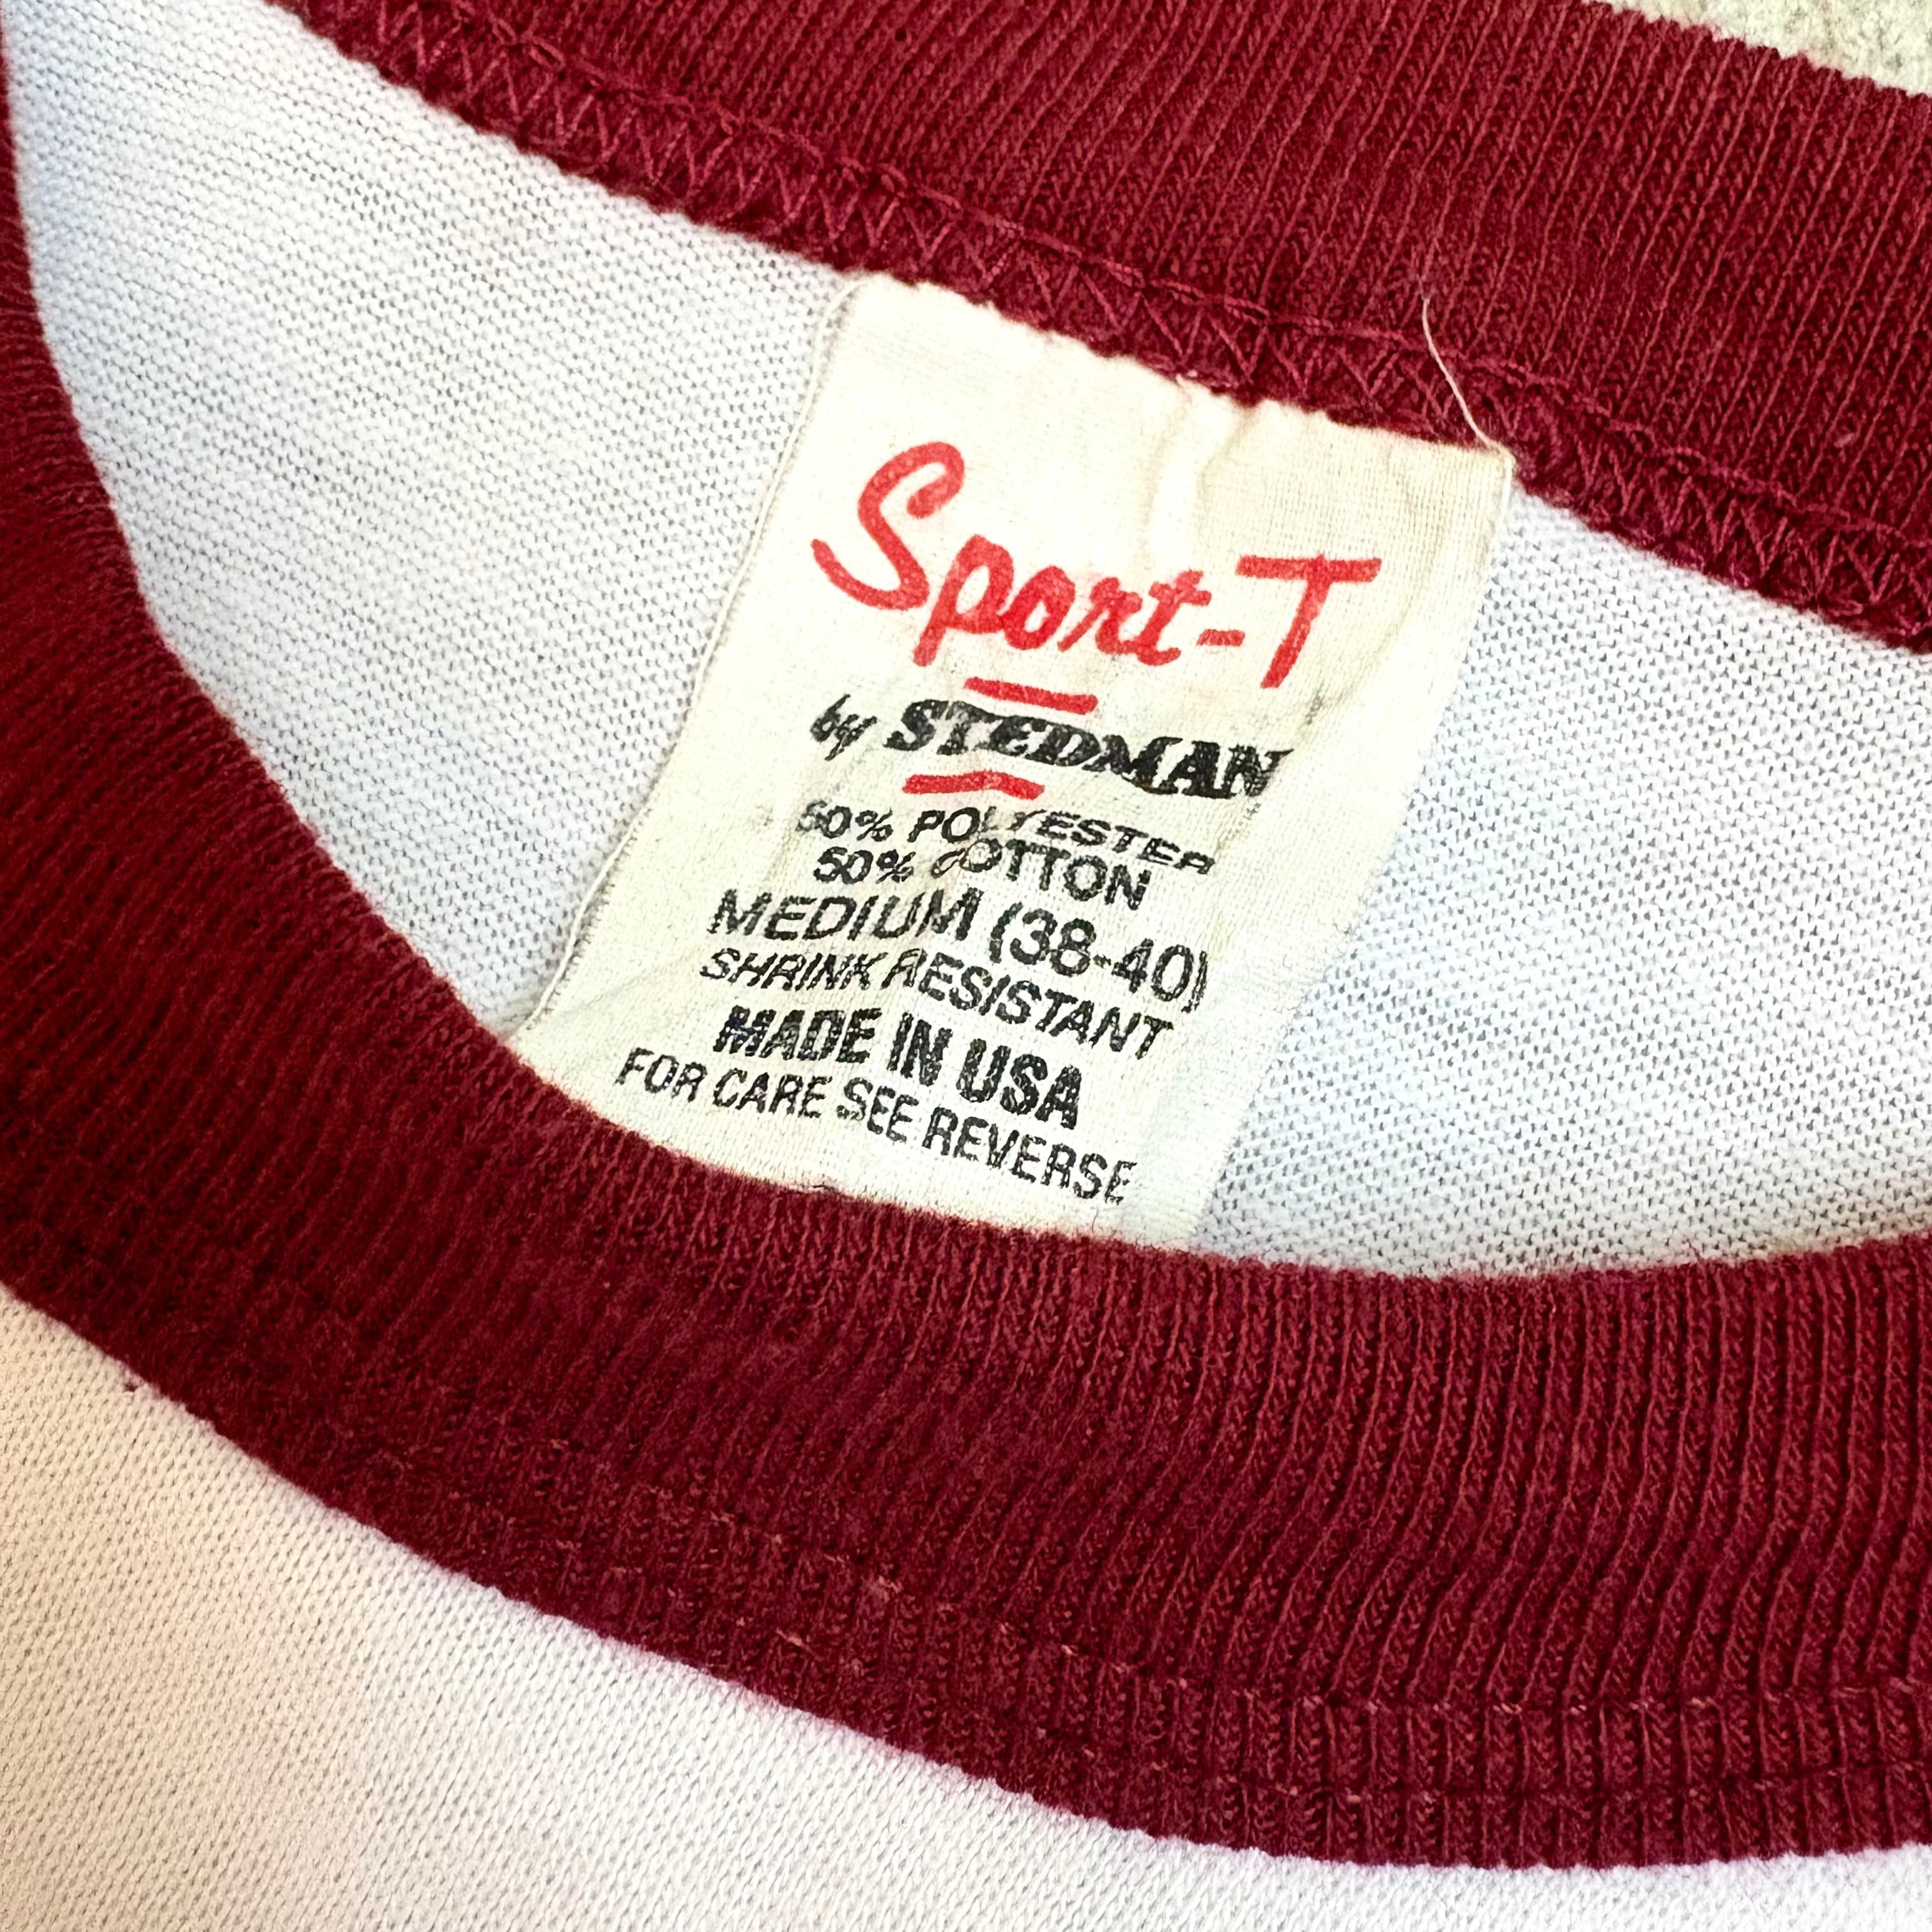 Sport-T
by STEDMAN
50% POLYESTER
50% COTTON
MEDIUM (38-40)
SHRINK RESISTANT
MADE IN USA
FOR CARE SEE REVERSE